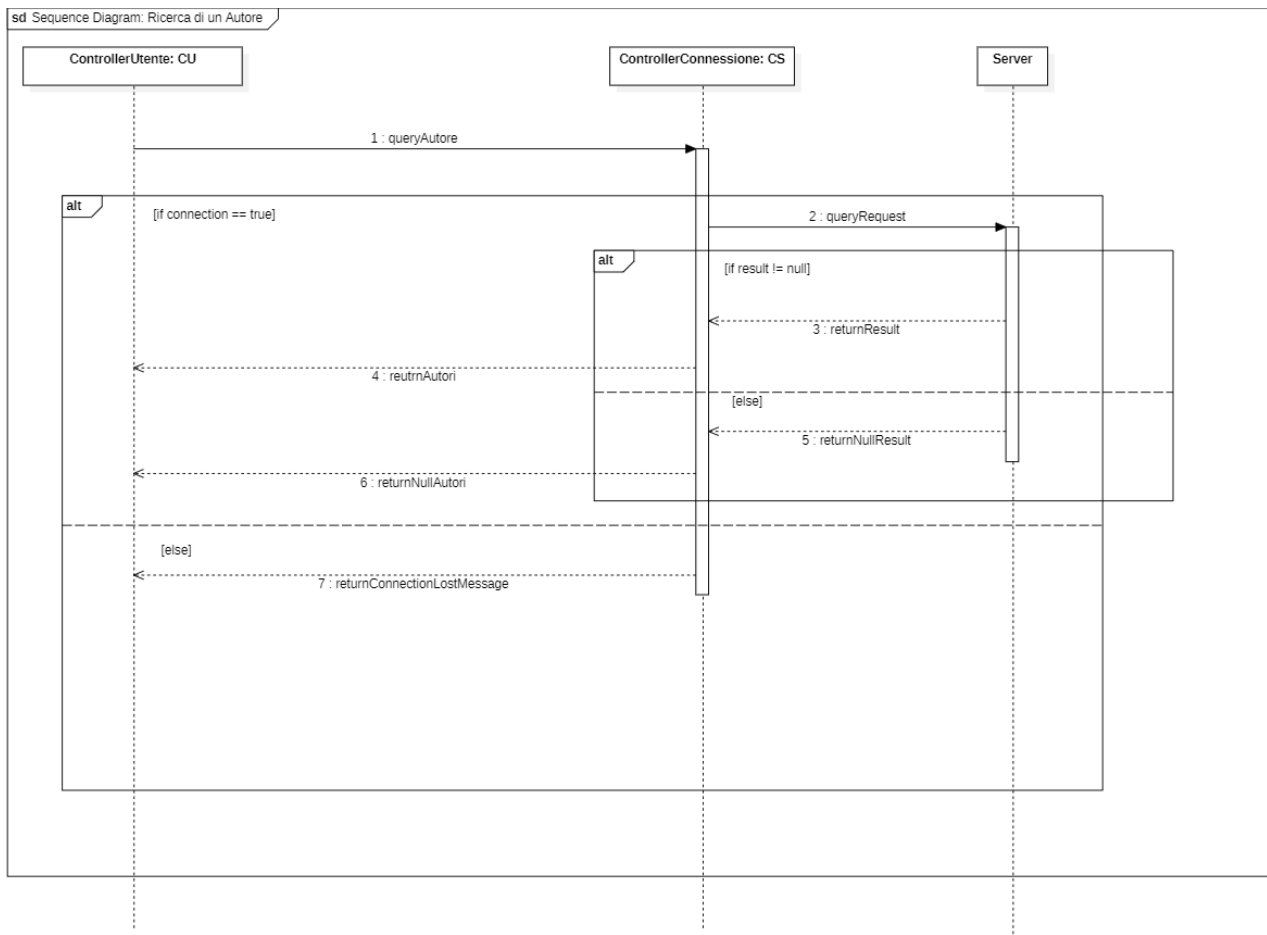 sd Sequence Diagram: Ricerca di un Autore
ControllerUtente: CU
ControllerConnessione: CS
Server
1 : queryAutore
alt
[if connection == true]
2 : queryRequest
alt
[if result != null]
3 : returnResult
4 : reutrnAutori
[else]
5 : returnNullResult
6 : returnNullAutori
[else]
7 : returnConnectionLostMessage